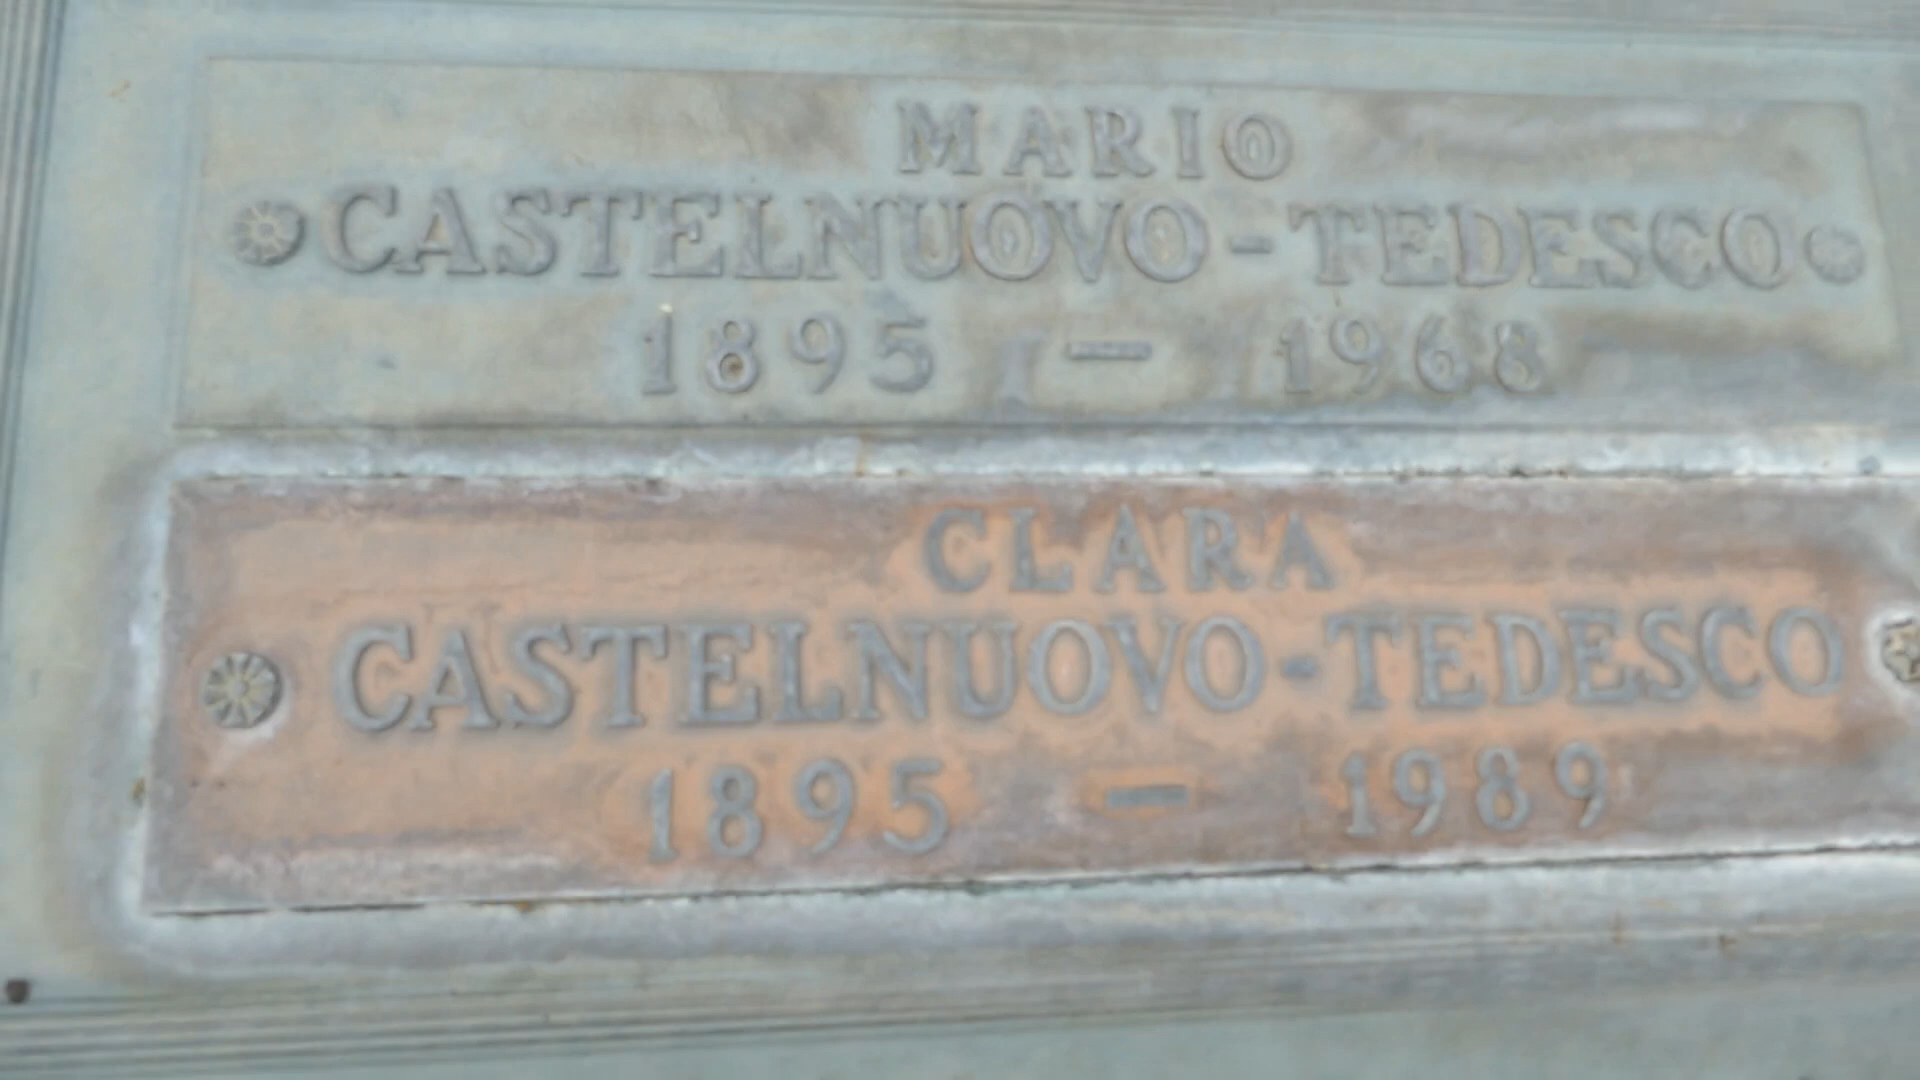 MARIO
CASTELNUOVO-TEDESCO
1895 — 1968
CLARA
CASTELNUOVO-TEDESCO
1895 — 1989